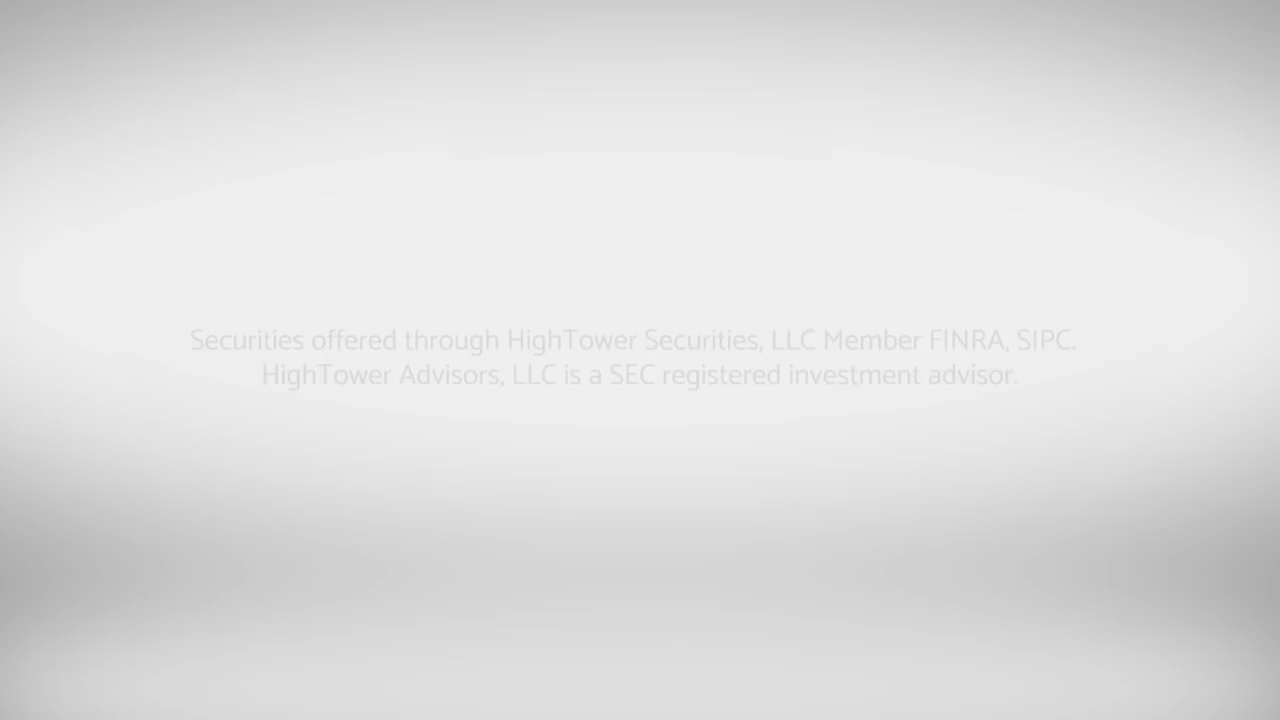 Securities offered through HighTower Securities, LLC Member FINRA, SIPC.
HighTower Advisors, LLC is a SEC registered investment advisor.